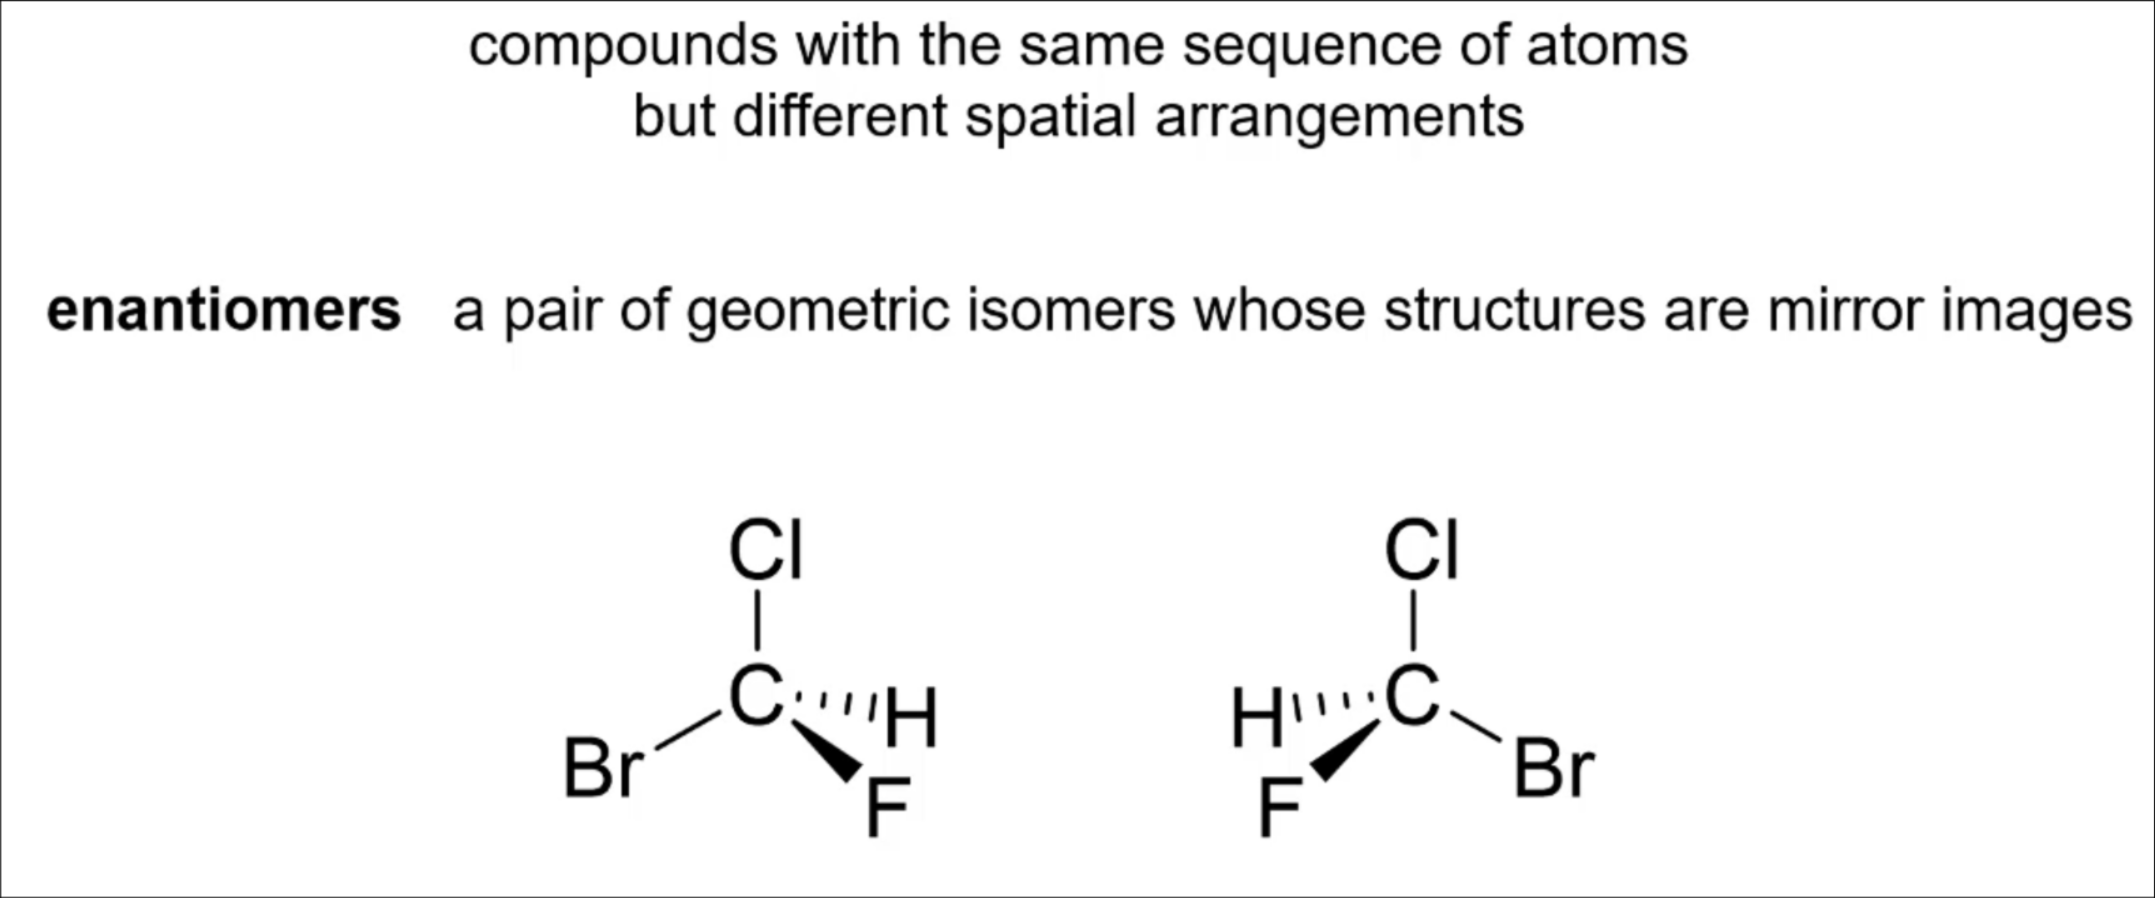 compounds with the same sequence of atoms
but different spatial arrangements
enantiomers a pair of geometric isomers whose structures are mirror images
Cl Cl
C H H C
Br Br
F F